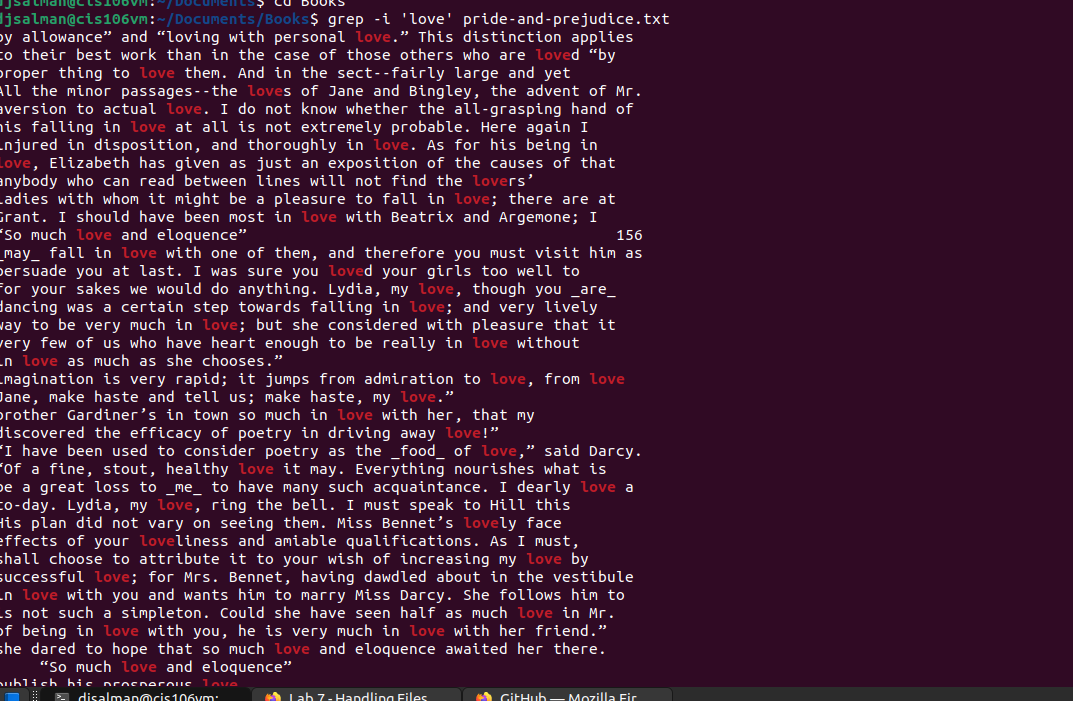 djsalman@cis106vm:~/Documents$ cd Books
djsalman@cis106vm:~/Documents/Books$ grep -i 'love' pride-and-prejudice.txt
by allowance” and “loving with personal love.” This distinction applies
to their best work than in the case of those others who are loved “by
proper thing to love them. And in the sect--fairly large and yet
All the minor passages--the loves of Jane and Bingley, the advent of Mr.
aversion to actual love. I do not know whether the all-grasping hand of
his falling in love at all is not extremely probable. Here again I
injured in disposition, and thoroughly in love. As for his being in
love, Elizabeth has given as just an exposition of the causes of that
anybody who can read between lines will not find the lovers’
ladies with whom it might be a pleasure to fall in love; there are at
Grant. I should have been most in love with Beatrix and Argemone; I
“So much love and eloquence” 156
_may_ fall in love with one of them, and therefore you must visit him as
persuade you at last. I was sure you loved your girls too well to
for your sakes we would do anything. Lydia, my love, though you _are_
dancing was a certain step towards falling in love; and very lively
way to be very much in love; but she considered with pleasure that it
very few of us who have heart enough to be really in love without
in love as much as she chooses.”
imagination is very rapid; it jumps from admiration to love, from love
Jane, make haste and tell us; make haste, my love.”
brother Gardiner’s in town so much in love with her, that my
discovered the efficacy of poetry in driving away love!”
“I have been used to consider poetry as the _food_ of love,” said Darcy.
“Of a fine, stout, healthy love it may. Everything nourishes what is
be a great loss to _me_ to have many such acquaintance. I dearly love a
to-day. Lydia, my love, ring the bell. I must speak to Hill this
His plan did not vary on seeing them. Miss Bennet’s lovely face
effects of your loveliness and amiable qualifications. As I must,
shall choose to attribute it to your wish of increasing my love by
successful love; for Mrs. Bennet, having dawdled about in the vestibule
in love with you and wants him to marry Miss Darcy. She follows him to
is not such a simpleton. Could she have seen half as much love in Mr.
of being in love with you, he is very much in love with her friend.”
she dared to hope that so much love and eloquence awaited her there.
“So much love and eloquence”
publish his prosperous love
djsalman@cis106vm: Lab 7 - Handling Files GitHub — Mozilla Fir